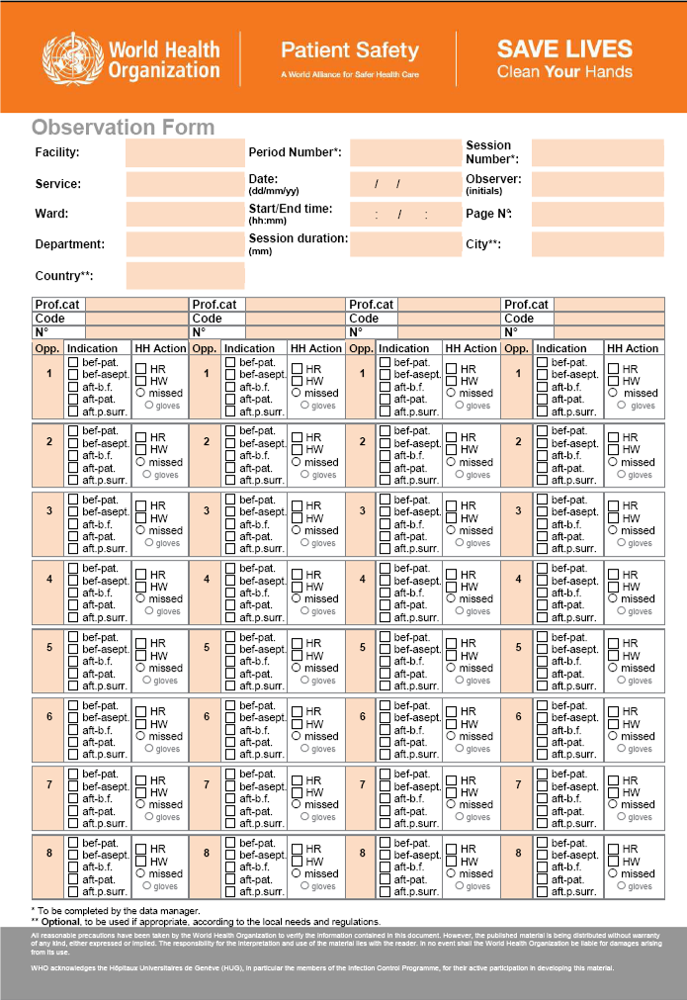 World Health
Organization
Patient Safety
A World Alliance for Safer Health Care
SAVE LIVES
Clean Your Hands
Observation Form
Facility: Period Number*: Session Number*:
Service: Date: (dd/mm/yy) / / Observer: (initials)
Ward: Start/End time: (hh:mm) : / : Page N°:
Department: Session duration: (mm) City**:
Country**:
Prof.cat Prof.cat Prof.cat Prof.cat
Code Code Code Code
N° N° N° N°
Opp. Indication HH Action Opp. Indication HH Action Opp. Indication HH Action Opp. Indication HH Action
1 bef-pat. bef-asept. aft-b.f. aft-pat. aft.p.surr. HR HW missed gloves
1 bef-pat. bef-asept. aft-b.f. aft-pat. aft.p.surr. HR HW missed gloves
1 bef-pat. bef-asept. aft-b.f. aft-pat. aft.p.surr. HR HW missed gloves
1 bef-pat. bef-asept. aft-b.f. aft-pat. aft.p.surr. HR HW missed gloves
2 bef-pat. bef-asept. aft-b.f. aft-pat. aft.p.surr. HR HW missed gloves
2 bef-pat. bef-asept. aft-b.f. aft-pat. aft.p.surr. HR HW missed gloves
2 bef-pat. bef-asept. aft-b.f. aft-pat. aft.p.surr. HR HW missed gloves
2 bef-pat. bef-asept. aft-b.f. aft-pat. aft.p.surr. HR HW missed gloves
3 bef-pat. bef-asept. aft-b.f. aft-pat. aft.p.surr. HR HW missed gloves
3 bef-pat. bef-asept. aft-b.f. aft-pat. aft.p.surr. HR HW missed gloves
3 bef-pat. bef-asept. aft-b.f. aft-pat. aft.p.surr. HR HW missed gloves
3 bef-pat. bef-asept. aft-b.f. aft-pat. aft.p.surr. HR HW missed gloves
4 bef-pat. bef-asept. aft-b.f. aft-pat. aft.p.surr. HR HW missed gloves
4 bef-pat. bef-asept. aft-b.f. aft-pat. aft.p.surr. HR HW missed gloves
4 bef-pat. bef-asept. aft-b.f. aft-pat. aft.p.surr. HR HW missed gloves
4 bef-pat. bef-asept. aft-b.f. aft-pat. aft.p.surr. HR HW missed gloves
5 bef-pat. bef-asept. aft-b.f. aft-pat. aft.p.surr. HR HW missed gloves
5 bef-pat. bef-asept. aft-b.f. aft-pat. aft.p.surr. HR HW missed gloves
5 bef-pat. bef-asept. aft-b.f. aft-pat. aft.p.surr. HR HW missed gloves
5 bef-pat. bef-asept. aft-b.f. aft-pat. aft.p.surr. HR HW missed gloves
6 bef-pat. bef-asept. aft-b.f. aft-pat. aft.p.surr. HR HW missed gloves
6 bef-pat. bef-asept. aft-b.f. aft-pat. aft.p.surr. HR HW missed gloves
6 bef-pat. bef-asept. aft-b.f. aft-pat. aft.p.surr. HR HW missed gloves
6 bef-pat. bef-asept. aft-b.f. aft-pat. aft.p.surr. HR HW missed gloves
7 bef-pat. bef-asept. aft-b.f. aft-pat. aft.p.surr. HR HW missed gloves
7 bef-pat. bef-asept. aft-b.f. aft-pat. aft.p.surr. HR HW missed gloves
7 bef-pat. bef-asept. aft-b.f. aft-pat. aft.p.surr. HR HW missed gloves
7 bef-pat. bef-asept. aft-b.f. aft-pat. aft.p.surr. HR HW missed gloves
8 bef-pat. bef-asept. aft-b.f. aft-pat. aft.p.surr. HR HW missed gloves
8 bef-pat. bef-asept. aft-b.f. aft-pat. aft.p.surr. HR HW missed gloves
8 bef-pat. bef-asept. aft-b.f. aft-pat. aft.p.surr. HR HW missed gloves
8 bef-pat. bef-asept. aft-b.f. aft-pat. aft.p.surr. HR HW missed gloves
* To be completed by the data manager.
** Optional, to be used if appropriate, according to the local needs and regulations.
All reasonable precautions have been taken by the World Health Organization to verify the information contained in this document. However, the published material is being distributed without warranty
of any kind, either expressed or implied. The responsibility for the interpretation and use of the material lies with the reader. In no event shall the World Health Organization be liable for damages arising
from its use.
WHO acknowledges the Hôpitaux Universitaires de Genève (HUG), in particular the members of the Infection Control Programme, for their active participation in developing this material.